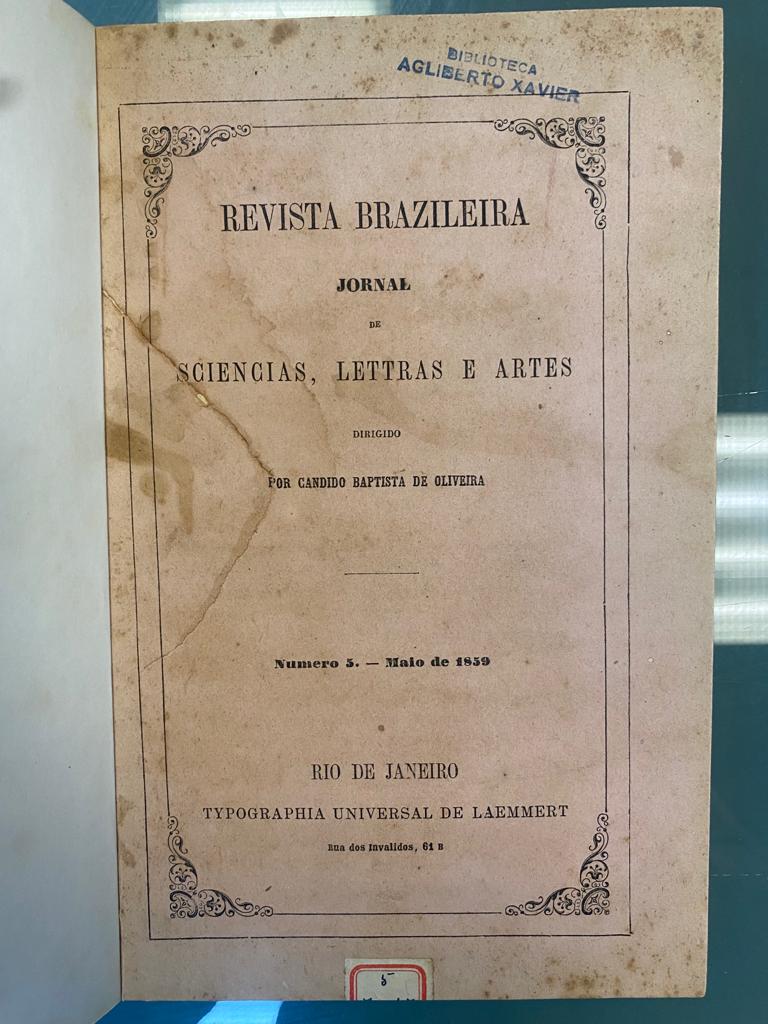 BIBLIOTECA
AGLIBERTO XAVIER
REVISTA BRAZILEIRA
JORNAL
DE
SCIENCIAS, LETTRAS E ARTES
DIRIGIDO
POR CANDIDO BAPTISTA DE OLIVEIRA
Numero 5. — Maio de 1859
RIO DE JANEIRO
TYPOGRAPHIA UNIVERSAL DE LAEMMERT
Rua dos Invalidos, 61 B
5